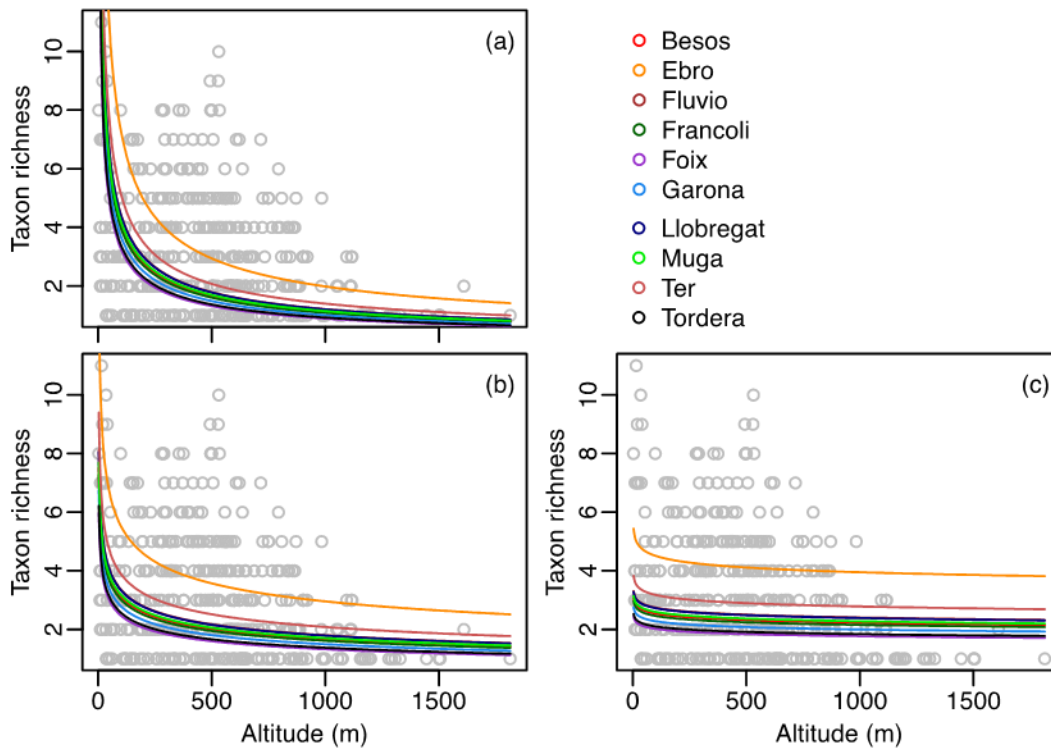 (a)
10
8
6
4
2
Taxon richness
Besos
Ebro
Fluvio
Francoli
Foix
Garona
Llobregat
Muga
Ter
Tordera
(b)
10
8
6
4
2
Taxon richness
0 500 1000 1500
Altitude (m)
(c)
10
8
6
4
2
Taxon richness
0 500 1000 1500
Altitude (m)